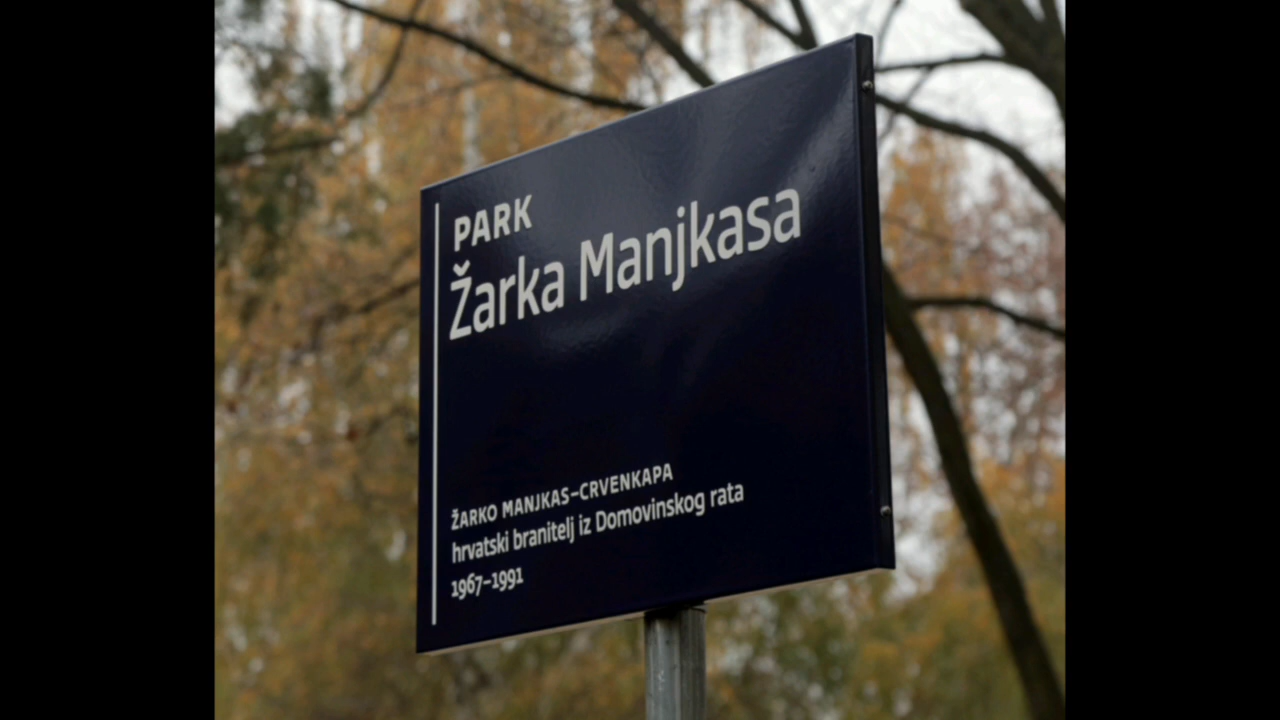 PARK
Žarka Manjkasa
ŽARKO MANJKAS–CRVENKAPA
hrvatski branitelj iz Domovinskog rata
1967–1991